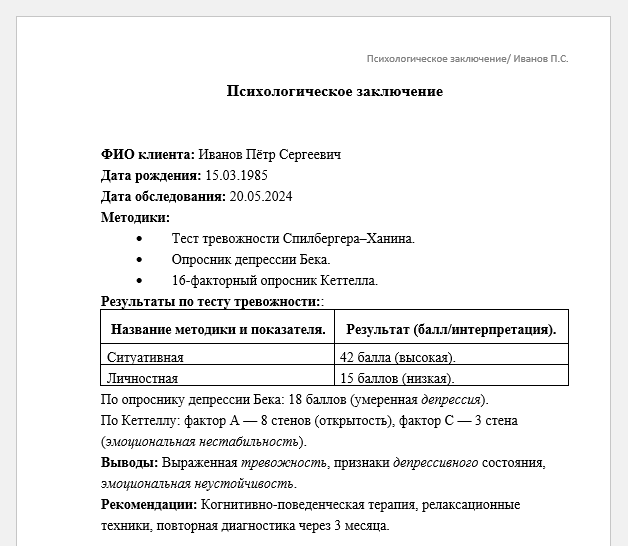 Психологическое заключение/ Иванов П.С.
Психологическое заключение
ФИО клиента: Иванов Пётр Сергеевич
Дата рождения: 15.03.1985
Дата обследования: 20.05.2024
Методики:
• Тест тревожности Спилбергера–Ханина.
• Опросник депрессии Бека.
• 16-факторный опросник Кеттелла.
Результаты по тесту тревожности::
Название методики и показателя. Результат (балл/интерпретация).
Ситуативная 42 балла (высокая).
Личностная 15 баллов (низкая).
По опроснику депрессии Бека: 18 баллов (умеренная депрессия).
По Кеттеллу: фактор А — 8 стенов (открытость), фактор С — 3 стена
(эмоциональная нестабильность).
Выводы: Выраженная тревожность, признаки депрессивного состояния,
эмоциональная неустойчивость.
Рекомендации: Когнитивно-поведенческая терапия, релаксационные
техники, повторная диагностика через 3 месяца.